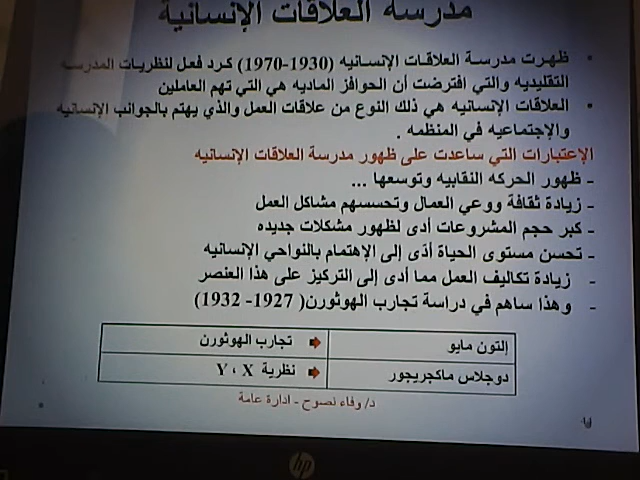 مدرسة العلاقات الإنسانية
• ظهرت مدرسة العلاقات الإنسانيه (1930-1970) كرد فعل لنظريات المدرسه
التقليديه والتي افترضت أن الحوافز الماديه هي التي تهم العاملين
• العلاقات الإنسانيه هي ذلك النوع من علاقات العمل والذي يهتم بالجوانب الإنسانيه
والإجتماعيه في المنظمه .
الإعتبارات التي ساعدت على ظهور مدرسة العلاقات الإنسانيه
- ظهور الحركه النقابيه وتوسعها ...
- زيادة ثقافة ووعي العمال وتحسسهم مشاكل العمل
- كبر حجم المشروعات أدى لظهور مشكلات جديده
- تحسن مستوى الحياة أدى إلى الإهتمام بالنواحي الإنسانيه
- زيادة تكاليف العمل مما أدى إلى التركيز على هذا العنصر
- وهذا ساهم في دراسة تجارب الهوثورن( 1927- 1932)
إلتون مايو تجارب الهوثورن
دوجلاس ماكجريجور نظرية X ، Y
د/ وفاء نصوح - ادارة عامة
hp